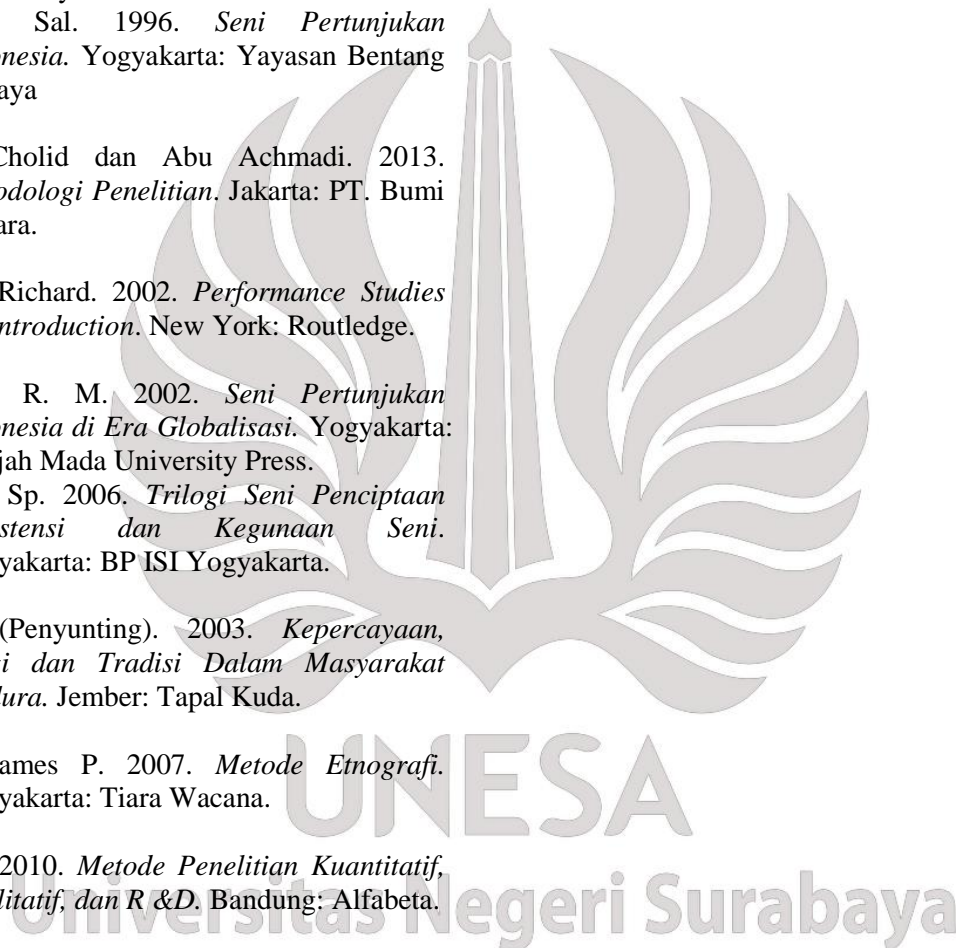 Sal. 1996. Seni Pertunjukan
onesia. Yogyakarta: Yayasan Bentang
aya
Cholid dan Abu Achmadi. 2013.
odologi Penelitian. Jakarta: PT. Bumi
ara.
Richard. 2002. Performance Studies
ntroduction. New York: Routledge.
R. M. 2002. Seni Pertunjukan
onesia di Era Globalisasi. Yogyakarta:
jah Mada University Press.
Sp. 2006. Trilogi Seni Penciptaan
stensi dan Kegunaan Seni.
yakarta: BP ISI Yogyakarta.
(Penyunting). 2003. Kepercayaan,
i dan Tradisi Dalam Masyarakat
dura. Jember: Tapal Kuda.
ames P. 2007. Metode Etnografi.
yakarta: Tiara Wacana.
2010. Metode Penelitian Kuantitatif,
litatif, dan R &D. Bandung: Alfabeta.
UNESA
Universitas Negeri Surabaya